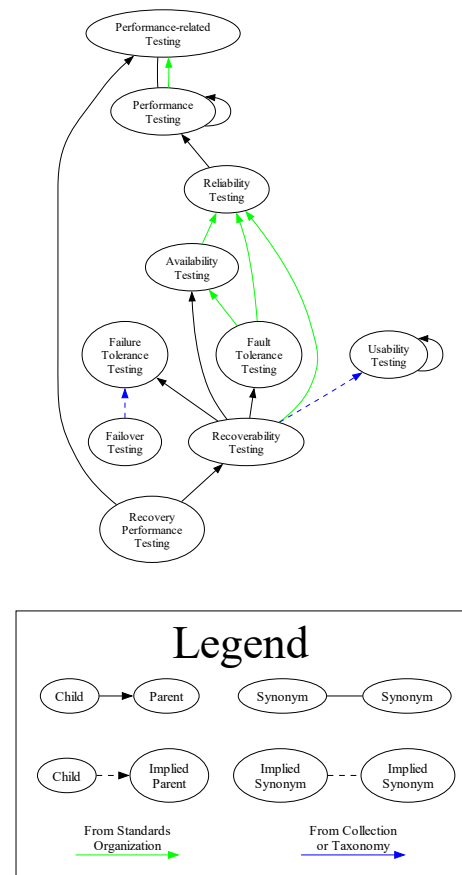 Performance-related
Testing
Performance
Testing
Reliability
Testing
Availability
Testing
Failure
Tolerance
Testing
Fault
Tolerance
Testing
Usability
Testing
Failover
Testing
Recoverability
Testing
Recovery
Performance
Testing
Legend
Child
Parent
Synonym
Synonym
Child
Implied
Parent
Implied
Synonym
Implied
Synonym
From Standards
Organization
From Collection
or Taxonomy